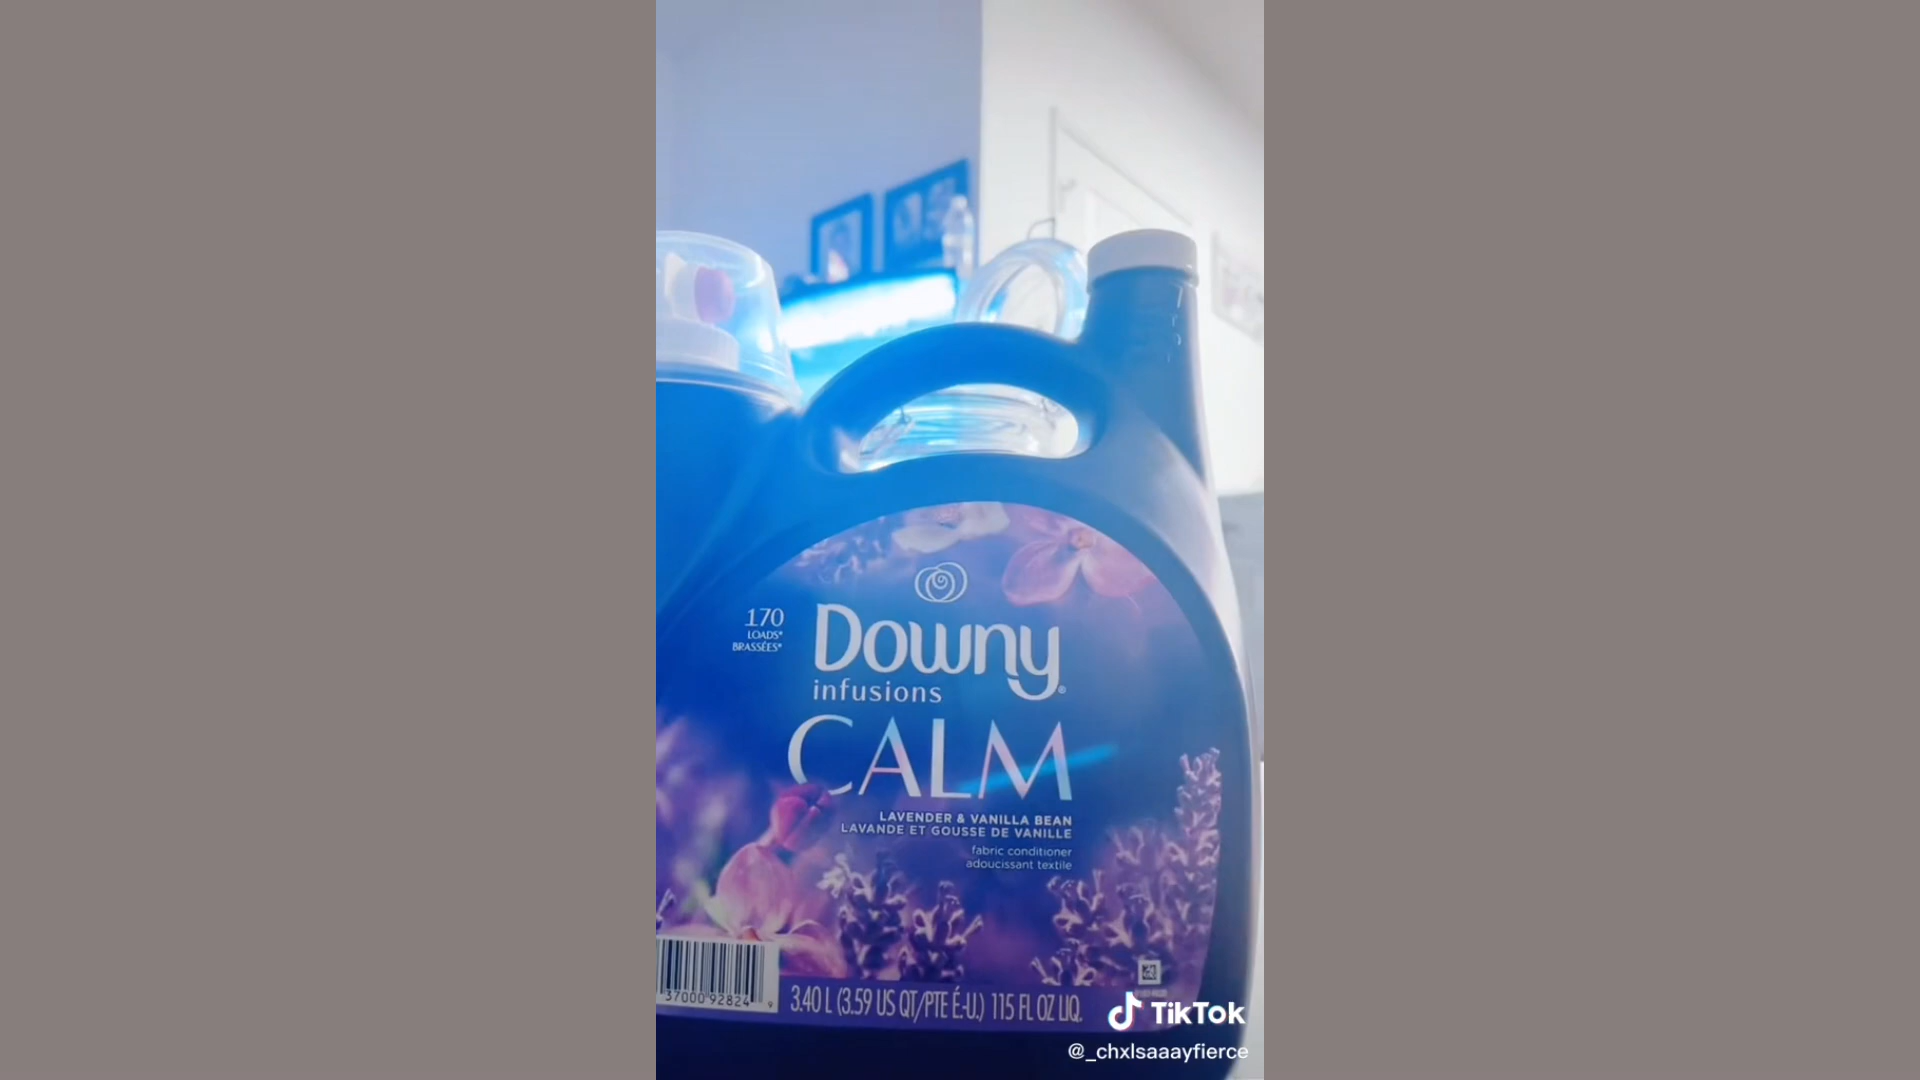 170
LOADS*
BRASSÉES*
Downy®
infusions
CALM
LAVENDER & VANILLA BEAN
LAVANDE ET GOUSSE DE VANILLE
fabric conditioner
adoucissant textile
37000 92824 9
3.40 L (3.59 US QT/PTE É.-U.) 115 FL OZ LIQ.
TikTok
@_chxlsaaayfierce